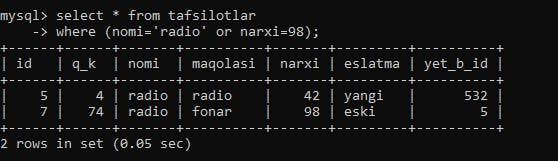 mysql> select * from tafsilotlar
    -> where (nomi='radio' or narxi=98);
+------+------+-------+----------+-------+---------+----------+
| id   | q_k  | nomi  | maqolasi | narxi | eslatma | yet_b_id |
+------+------+-------+----------+-------+---------+----------+
|    5 |    4 | radio | radio    |    42 | yangi   |      532 |
|    7 |   74 | radio | fonar    |    98 | eski    |        5 |
+------+------+-------+----------+-------+---------+----------+
2 rows in set (0.05 sec)